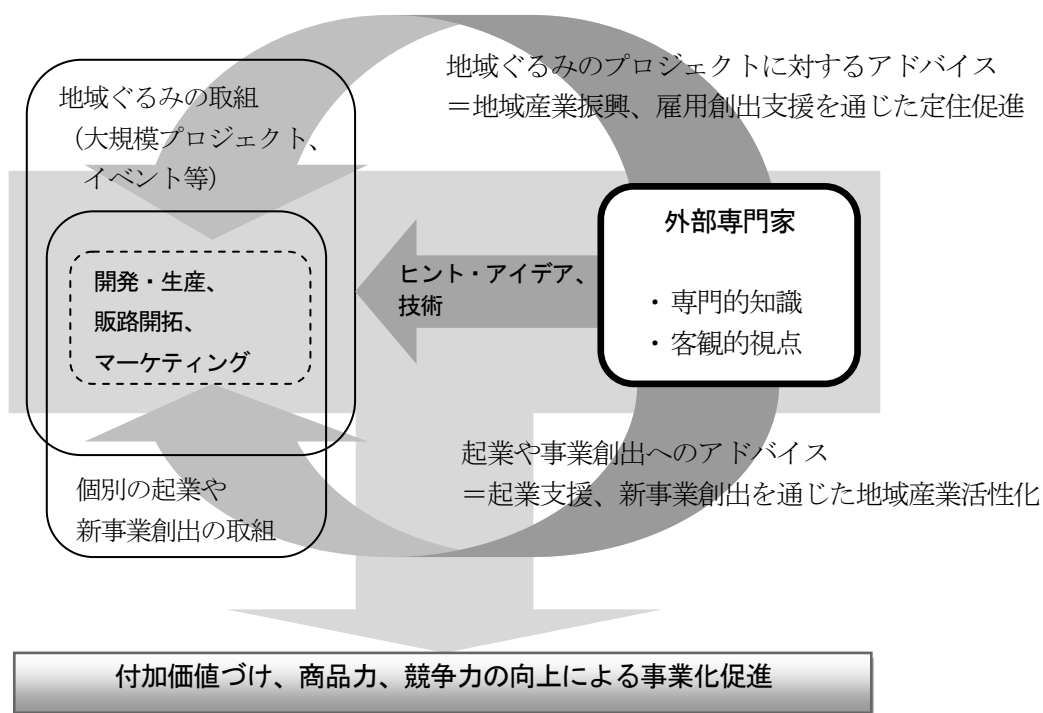 地域ぐるみの取組
(大規模プロジェクト、
イベント等)
地域ぐるみのプロジェクトに対するアドバイス
＝地域産業振興、雇用創出支援を通じた定住促進
開発・生産、
販路開拓、
マーケティング
ヒント・アイデア、
技術
外部専門家
・専門的知識
・客観的視点
個別の起業や
新事業創出の取組
起業や事業創出へのアドバイス
＝起業支援、新事業創出を通じた地域産業活性化
付加価値づけ、商品力、競争力の向上による事業化促進